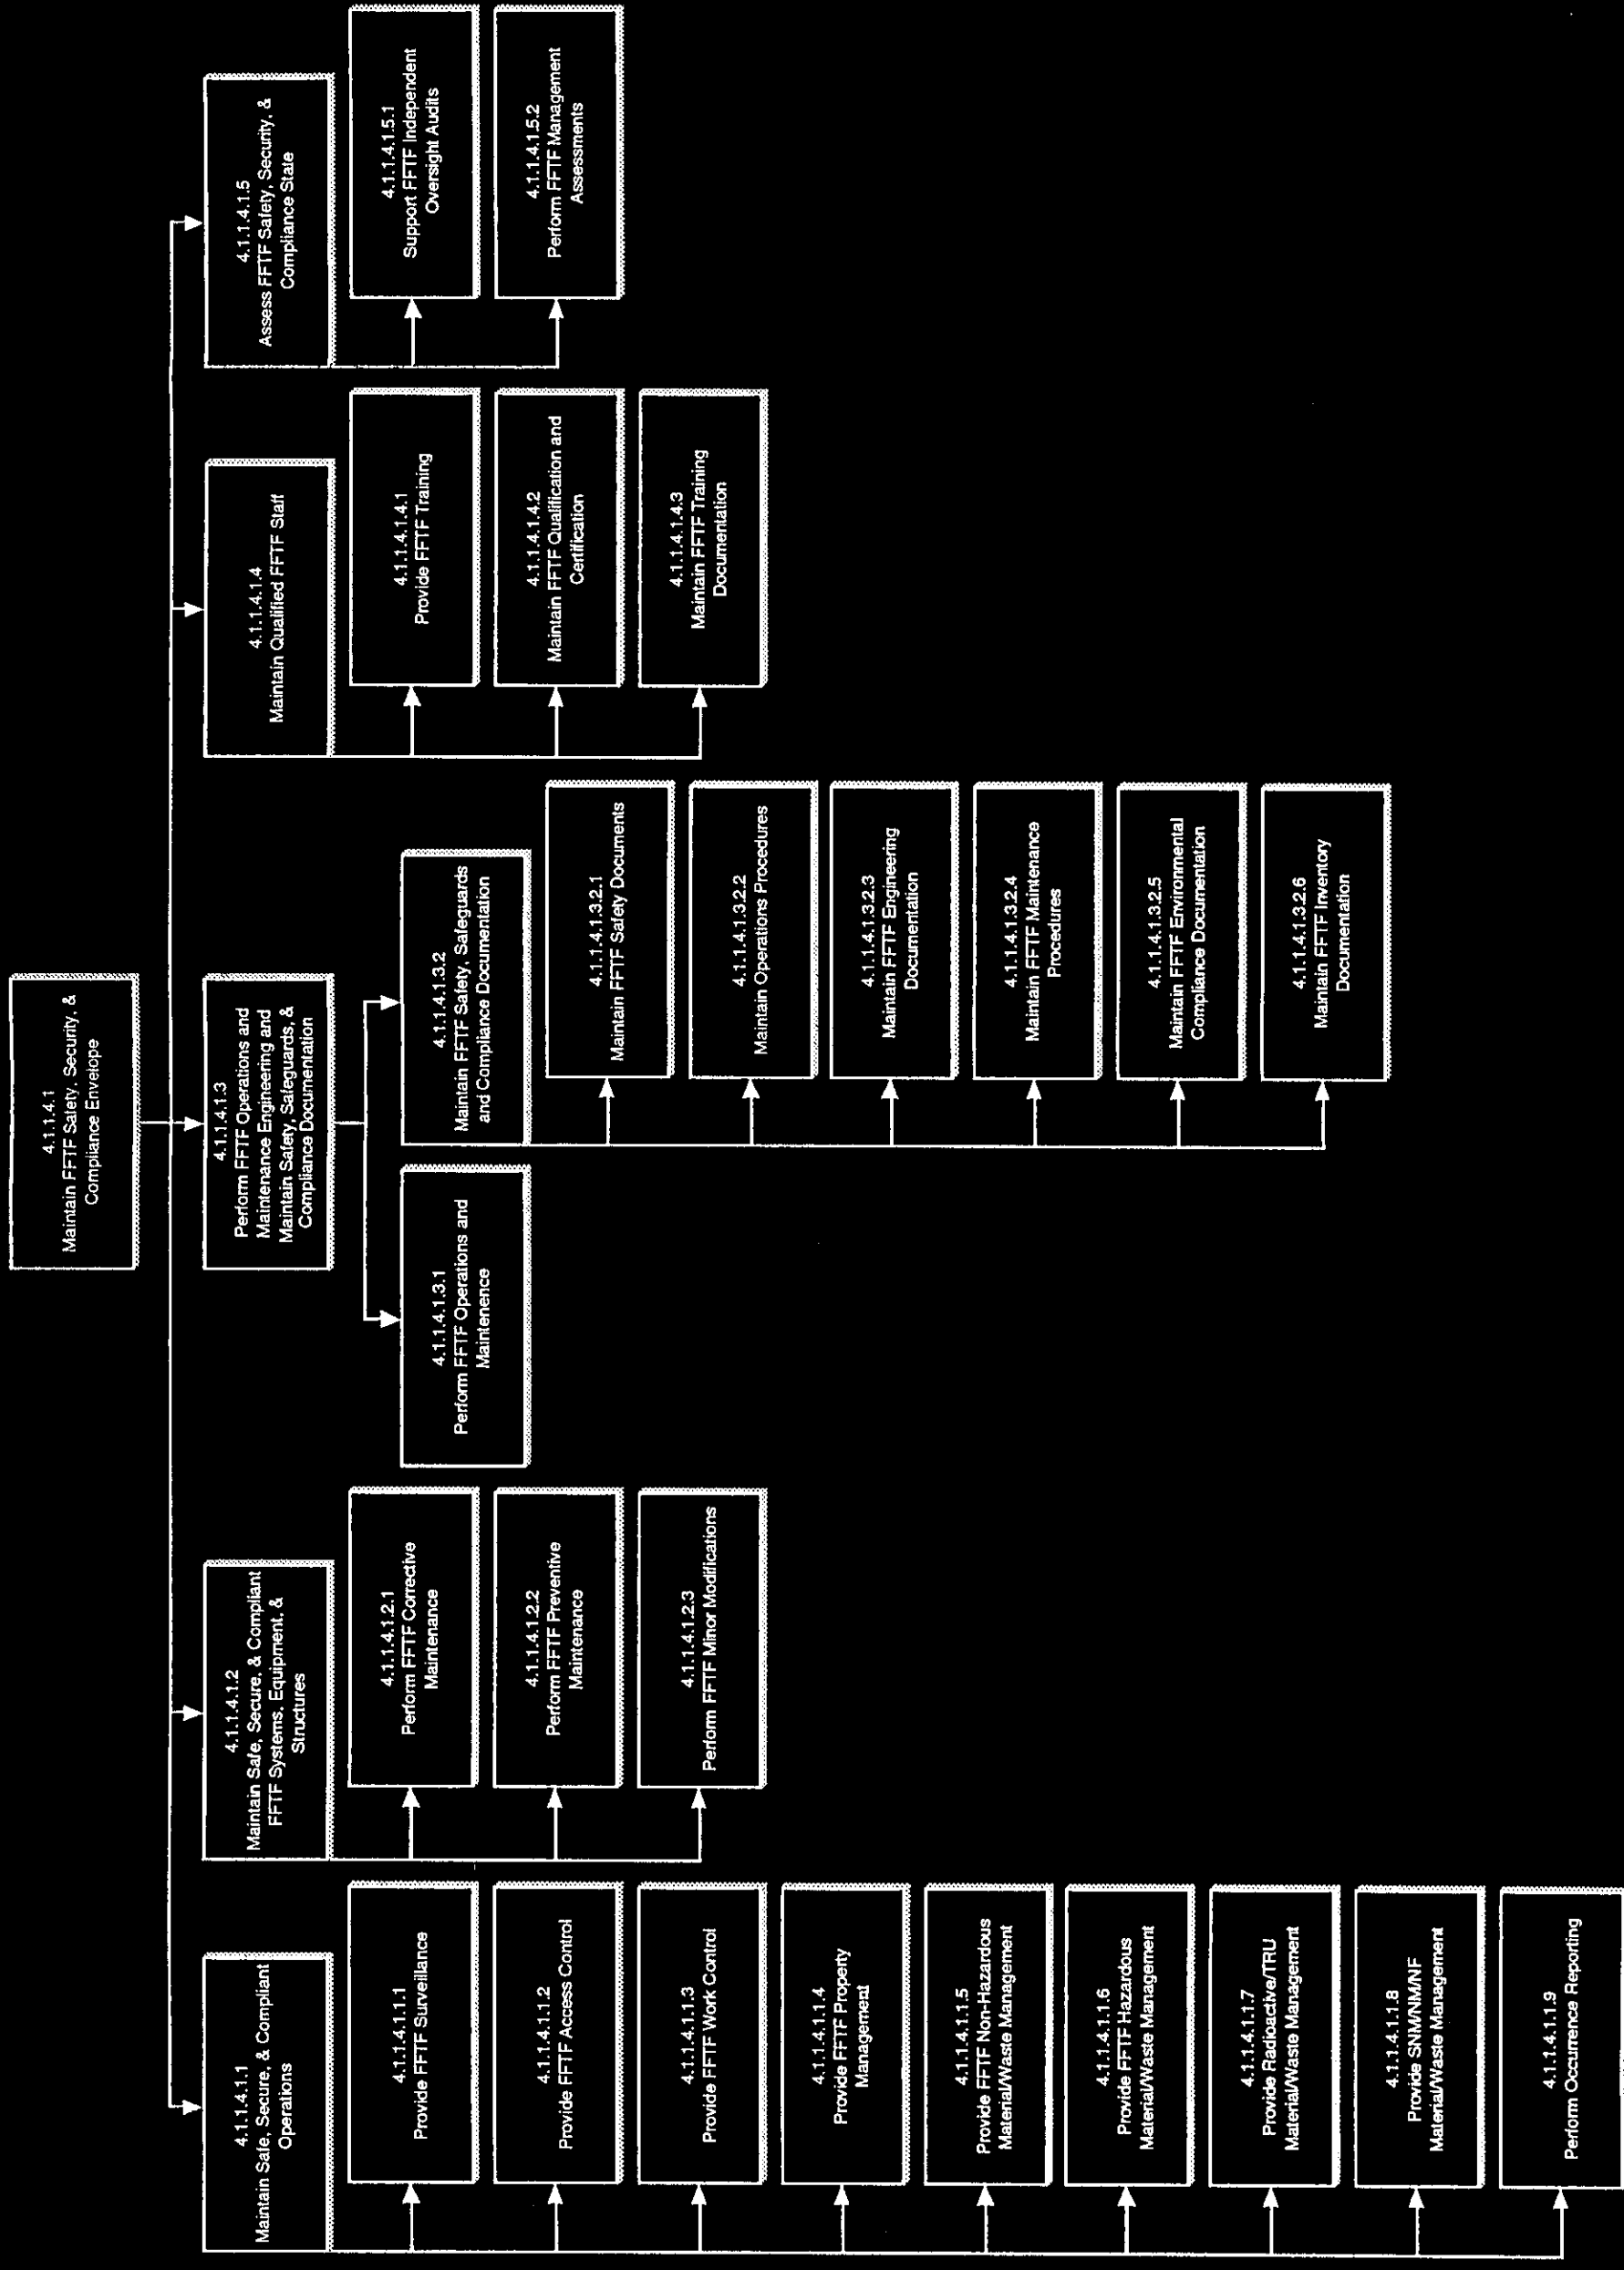 4.1.1.4.1
Maintain FFTF Safety, Security, &
Compliance Envelope
4.1.1.4.1.1
Maintain Safe, Secure, & Compliant
Operations
4.1.1.4.1.1.1
Provide FFTF Surveillance
4.1.1.4.1.1.2
Provide FFTF Access Control
4.1.1.4.1.1.3
Provide FFTF Work Control
4.1.1.4.1.1.4
Provide FFTF Property
Management
4.1.1.4.1.1.5
Provide FFTF Non-Hazardous
Material/Waste Management
4.1.1.4.1.1.6
Provide FFTF Hazardous
Material/Waste Management
4.1.1.4.1.1.7
Provide Radioactive/TRU
Material/Waste Management
4.1.1.4.1.1.8
Provide SNM/NM/NF
Material/Waste Management
4.1.1.4.1.1.9
Perform Occurrence Reporting
4.1.1.4.1.2
Maintain Safe, Secure, & Compliant
FFTF Systems, Equipment, &
Structures
4.1.1.4.1.2.1
Perform FFTF Corrective
Maintenance
4.1.1.4.1.2.2
Perform FFTF Preventive
Maintenance
4.1.1.4.1.2.3
Perform FFTF Minor Modifications
4.1.1.4.1.3
Perform FFTF Operations and
Maintenance Engineering and
Maintain Safety, Safeguards, &
Compliance Documentation
4.1.1.4.1.3.1
Perform FFTF Operations and
Maintenence
4.1.1.4.1.3.2
Maintain FFTF Safety, Safeguards
and Compliance Documentation
4.1.1.4.1.3.2.1
Maintain FFTF Safety Documents
4.1.1.4.1.3.2.2
Maintain Operations Procedures
4.1.1.4.1.3.2.3
Maintain FFTF Engineering
Documentation
4.1.1.4.1.3.2.4
Maintain FFTF Maintenance
Procedures
4.1.1.4.1.3.2.5
Maintain FFTF Environmental
Compliance Documentation
4.1.1.4.1.3.2.6
Maintain FFTF Inventory
Documentation
4.1.1.4.1.4
Maintain Qualified FFTF Staff
4.1.1.4.1.4.1
Provide FFTF Training
4.1.1.4.1.4.2
Maintain FFTF Qualification and
Certification
4.1.1.4.1.4.3
Maintain FFTF Training
Documentation
4.1.1.4.1.5
Assess FFTF Safety, Security, &
Compliance State
4.1.1.4.1.5.1
Support FFTF Independent
Oversight Audits
4.1.1.4.1.5.2
Perform FFTF Management
Assessments